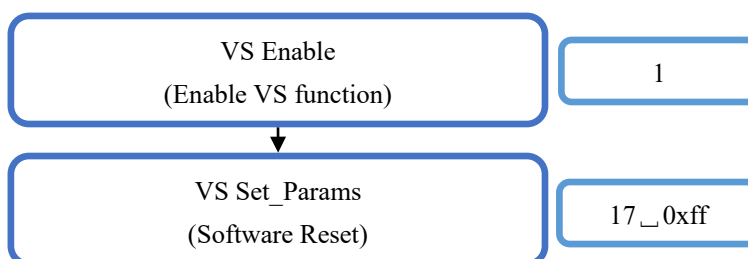 VS Enable
(Enable VS function)
1
VS Set_Params
(Software Reset)
17⎵0xff